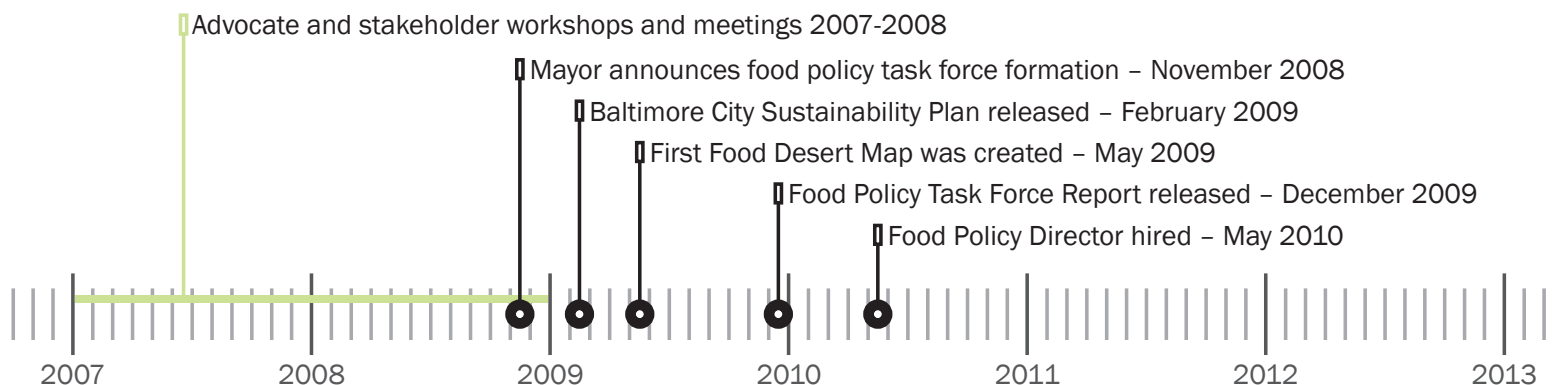 Advocate and stakeholder workshops and meetings 2007-2008
Mayor announces food policy task force formation – November 2008
Baltimore City Sustainability Plan released – February 2009
First Food Desert Map was created – May 2009
Food Policy Task Force Report released – December 2009
Food Policy Director hired – May 2010
2007 2008 2009 2010 2011 2012 2013